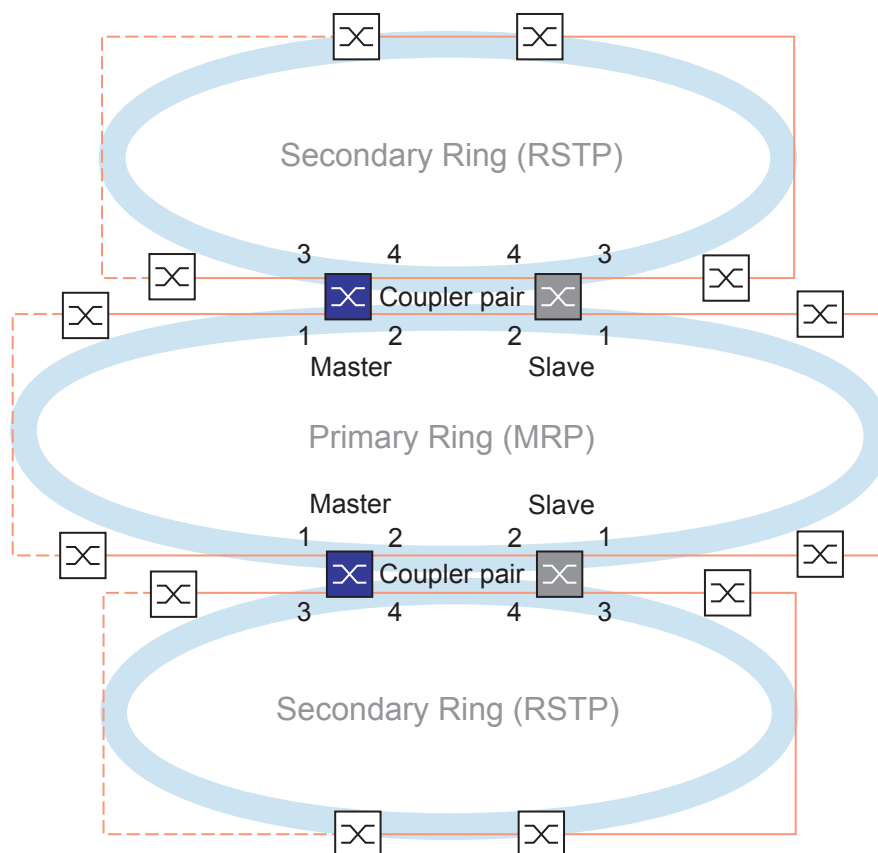 Secondary Ring (RSTP)
3 4 4 3
Coupler pair
1 2 2 1
Master Slave
Primary Ring (MRP)
Master Slave
1 2 2 1
Coupler pair
3 4 4 3
Secondary Ring (RSTP)